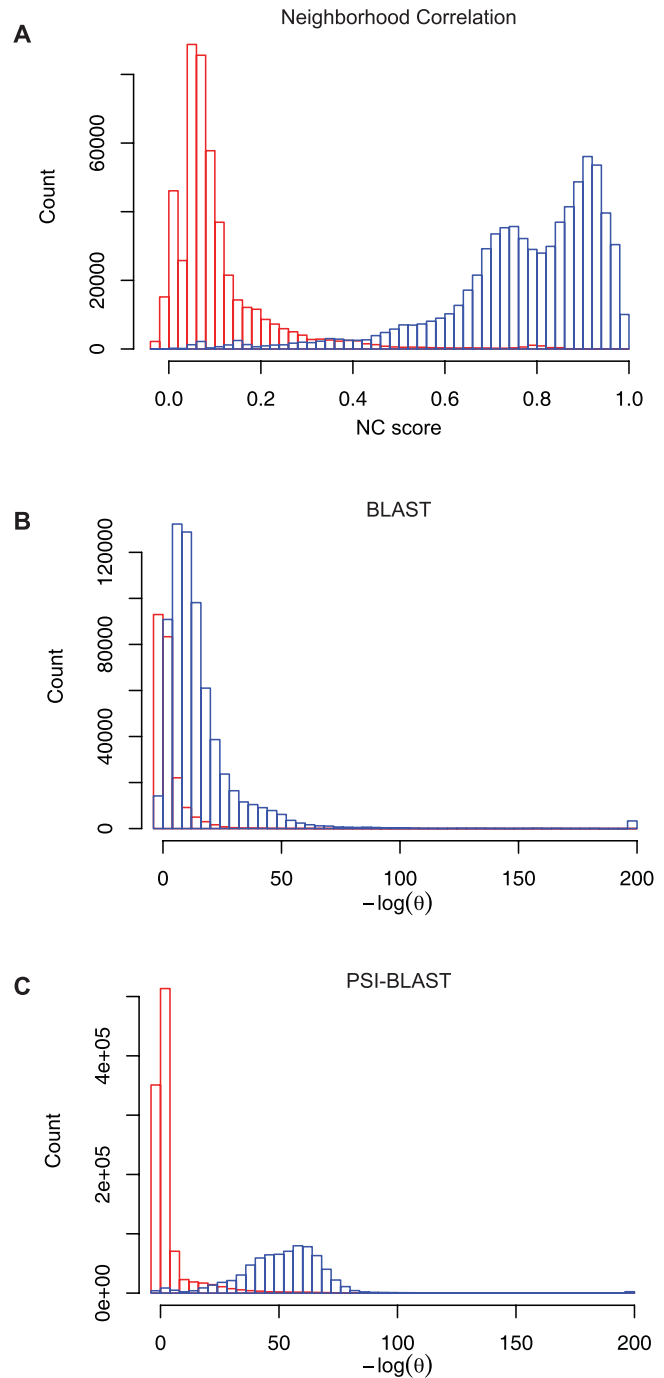 A
Neighborhood Correlation
Count
0
20000
60000
0.0 0.2 0.4 0.6 0.8 1.0
NC score
B
BLAST
Count
0
40000
80000
120000
0 50 100 150 200
−log(θ)
C
PSI-BLAST
Count
0e+00
2e+05
4e+05
0 50 100 150 200
−log(θ)